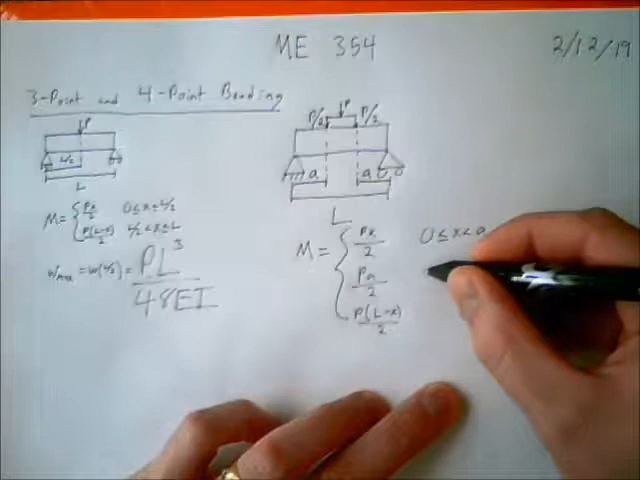 ME 354
2/12/19
3-Point and 4-Point Bending
P
L/2
L
M = { Px/2 0≤x≤L/2
P(L-x)/2 L/2<x≤L
wmax = w(L/2) = PL³/48EI
P
P/2 P/2
a a
L
M = { Px/2 0≤x<a
Pa/2
P(L-x)/2